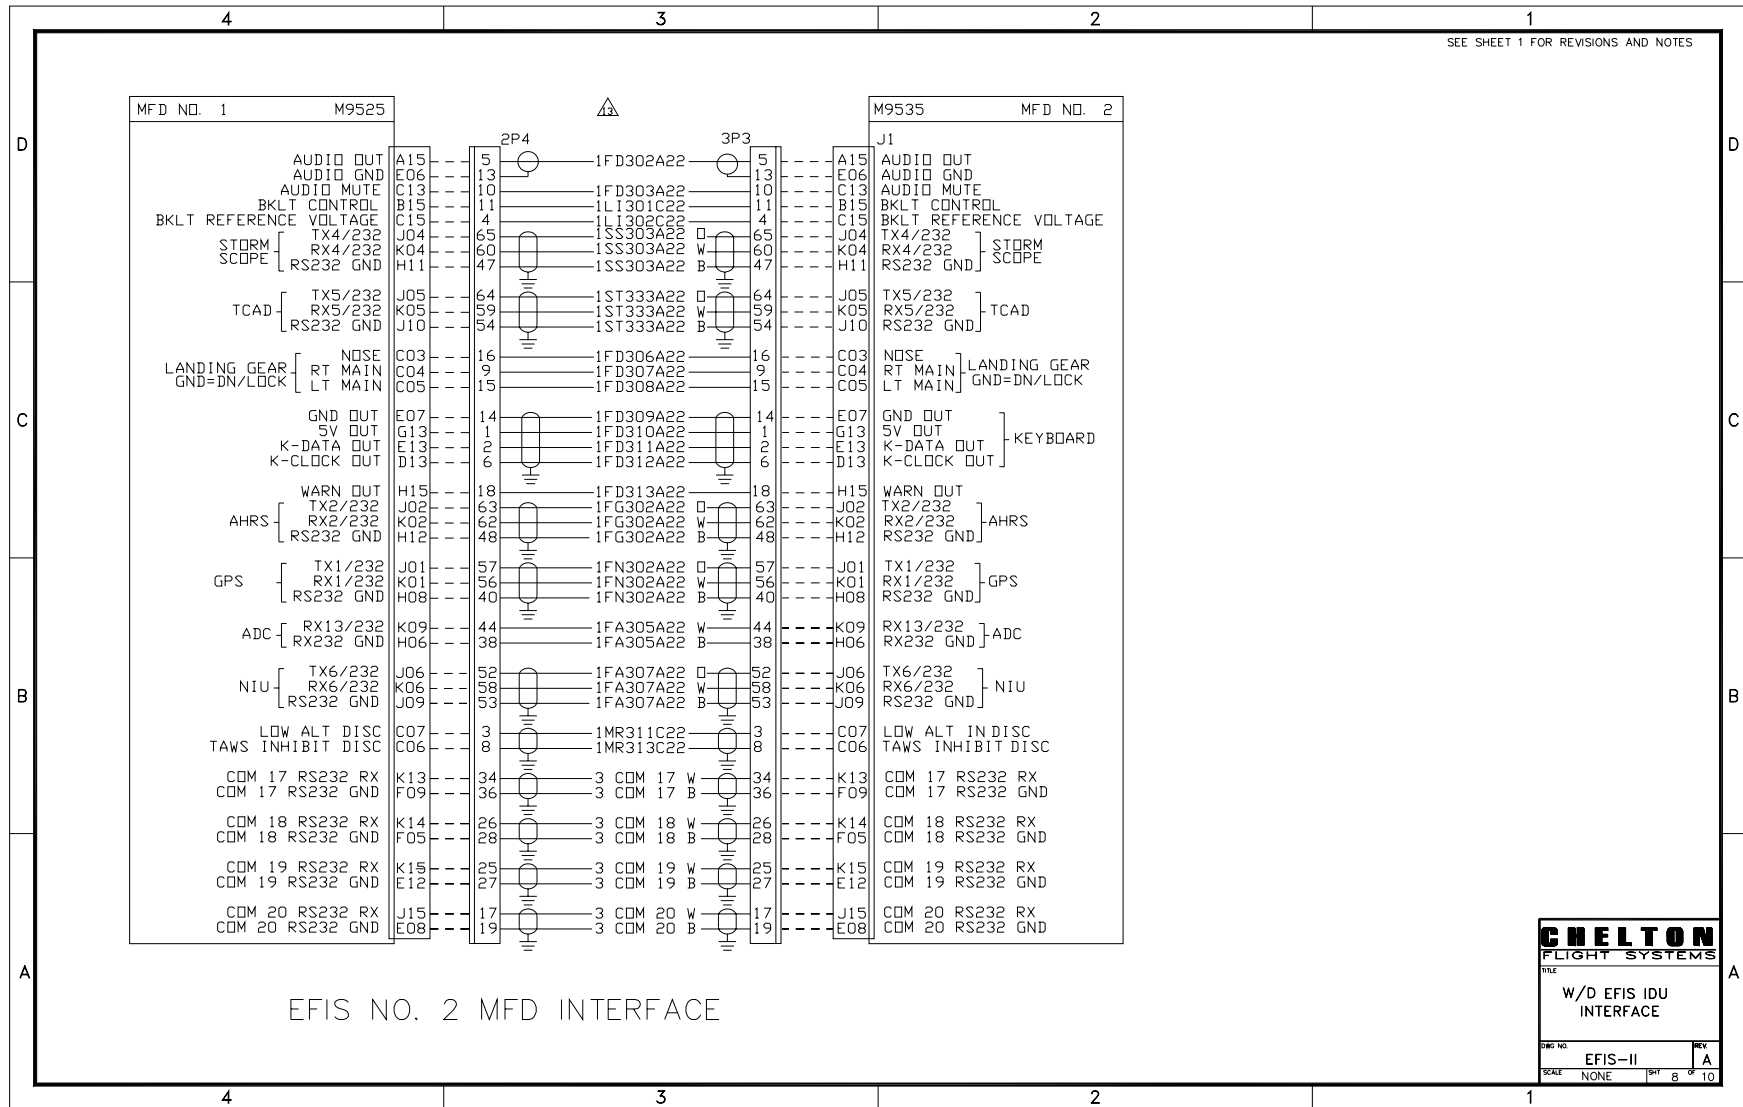 4 3 2 1
SEE SHEET 1 FOR REVISIONS AND NOTES
MFD NO. 1 M9525 13 M9535 MFD NO. 2
D D
2P4 3P3 J1
AUDIO OUT A15 5 1FD302A22 5 A15 AUDIO OUT
AUDIO GND E06 13 13 E06 AUDIO GND
AUDIO MUTE C13 10 1FD303A22 10 C13 AUDIO MUTE
BKLT CONTROL B15 11 1LI301C22 11 B15 BKLT CONTROL
BKLT REFERENCE VOLTAGE C15 4 1LI302C22 4 C15 BKLT REFERENCE VOLTAGE
STORM SCOPE TX4/232 J04 65 1SS303A22 O 65 J04 TX4/232 STORM SCOPE
RX4/232 K04 60 1SS303A22 W 60 K04 RX4/232
RS232 GND H11 47 1SS303A22 B 47 H11 RS232 GND
TX5/232 J05 64 1ST333A22 O 64 J05 TX5/232
TCAD RX5/232 K05 59 1ST333A22 W 59 K05 RX5/232 TCAD
RS232 GND J10 54 1ST333A22 B 54 J10 RS232 GND
NOSE C03 16 1FD306A22 16 C03 NOSE
LANDING GEAR GND=DN/LOCK RT MAIN C04 9 1FD307A22 9 C04 RT MAIN LANDING GEAR GND=DN/LOCK
LT MAIN C05 15 1FD308A22 15 C05 LT MAIN
C C
GND OUT E07 14 1FD309A22 14 E07 GND OUT
5V OUT G13 1 1FD310A22 1 G13 5V OUT KEYBOARD
K-DATA OUT E13 2 1FD311A22 2 E13 K-DATA OUT
K-CLOCK OUT D13 6 1FD312A22 6 D13 K-CLOCK OUT
WARN OUT H15 18 1FD313A22 18 H15 WARN OUT
TX2/232 J02 63 1FG302A22 O 63 J02 TX2/232
AHRS RX2/232 K02 62 1FG302A22 W 62 K02 RX2/232 AHRS
RS232 GND H12 48 1FG302A22 B 48 H12 RS232 GND
TX1/232 J01 57 1FN302A22 O 57 J01 TX1/232
GPS RX1/232 K01 56 1FN302A22 W 56 K01 RX1/232 GPS
RS232 GND H08 40 1FN302A22 B 40 H08 RS232 GND
ADC RX13/232 K09 44 1FA305A22 W 44 K09 RX13/232 ADC
RX232 GND H06 38 1FA305A22 B 38 H06 RX232 GND
TX6/232 J06 52 1FA307A22 O 52 J06 TX6/232
NIU RX6/232 K06 58 1FA307A22 W 58 K06 RX6/232 NIU
RS232 GND J09 53 1FA307A22 B 53 J09 RS232 GND
B B
LOW ALT DISC C07 3 1MR311C22 3 C07 LOW ALT IN DISC
TAWS INHIBIT DISC C06 8 1MR313C22 8 C06 TAWS INHIBIT DISC
COM 17 RS232 RX K13 34 3 COM 17 W 34 K13 COM 17 RS232 RX
COM 17 RS232 GND F09 36 3 COM 17 B 36 F09 COM 17 RS232 GND
COM 18 RS232 RX K14 26 3 COM 18 W 26 K14 COM 18 RS232 RX
COM 18 RS232 GND F05 28 3 COM 18 B 28 F05 COM 18 RS232 GND
COM 19 RS232 RX K15 25 3 COM 19 W 25 K15 COM 19 RS232 RX
COM 19 RS232 GND E12 27 3 COM 19 B 27 E12 COM 19 RS232 GND
COM 20 RS232 RX J15 17 3 COM 20 W 17 J15 COM 20 RS232 RX
COM 20 RS232 GND E08 19 3 COM 20 B 19 E08 COM 20 RS232 GND
A A
EFIS NO. 2 MFD INTERFACE
CHELTON
FLIGHT SYSTEMS
TITLE
W/D EFIS IDU
INTERFACE
DWG NO. REV.
EFIS-II A
SCALE NONE SHT 8 OF 10
4 3 2 1